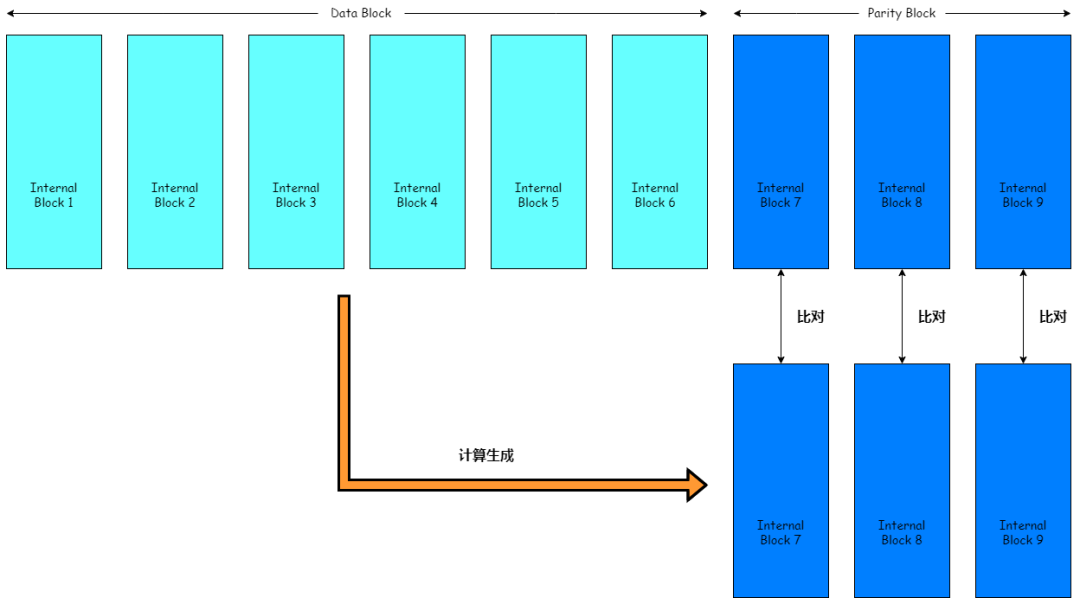 Data Block
Parity Block
Internal
Block 1
Internal
Block 2
Internal
Block 3
Internal
Block 4
Internal
Block 5
Internal
Block 6
Internal
Block 7
Internal
Block 8
Internal
Block 9
比对
比对
比对
计算生成
Internal
Block 7
Internal
Block 8
Internal
Block 9